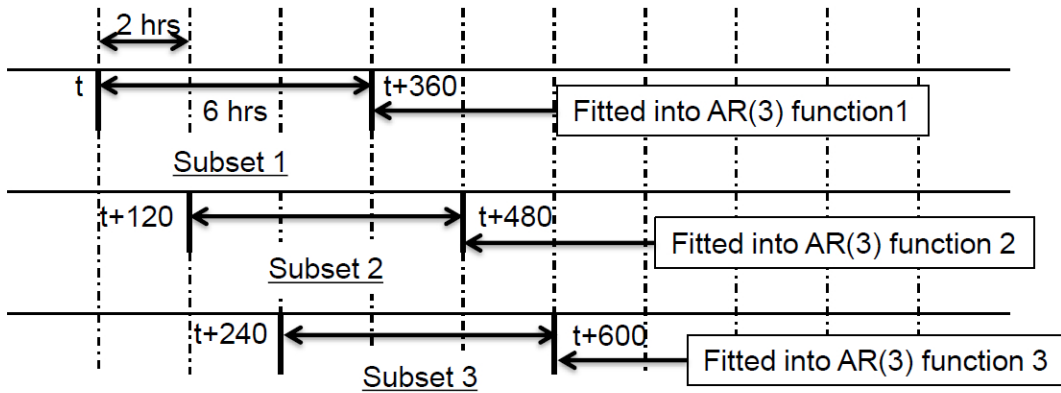 2 hrs
t
t+360
6 hrs
Fitted into AR(3) function1
Subset 1
t+120
t+480
Fitted into AR(3) function 2
Subset 2
t+240
t+600
Fitted into AR(3) function 3
Subset 3